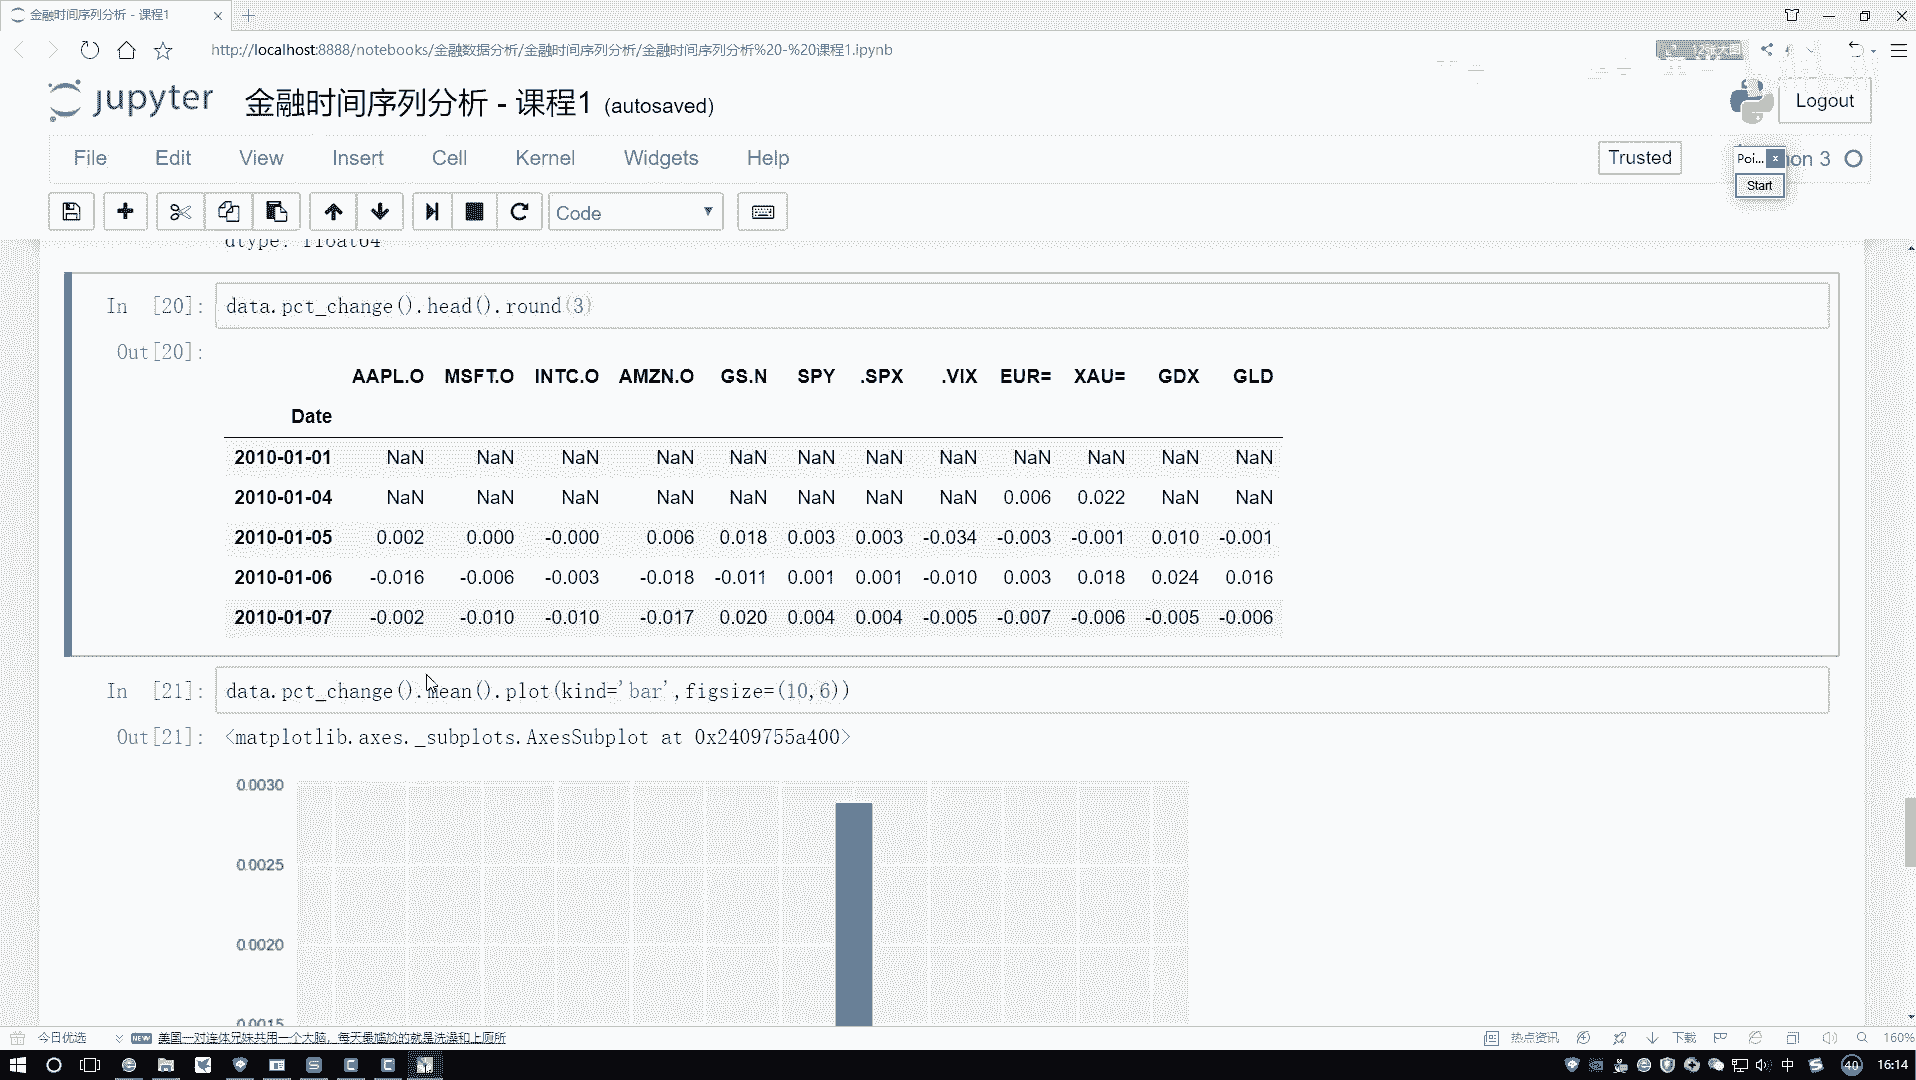 金融时间序列分析 - 课程1
http://localhost:8888/notebooks/金融数据分析/金融时间序列分析/金融时间序列分析%20-%20课程1.ipynb
jupyter 金融时间序列分析 - 课程1 (autosaved)
Logout
File Edit View Insert Cell Kernel Widgets Help
Trusted
Poi...
on 3
Start
Code
dtype: float64
In [20]: data.pct_change().head().round(3)
Out[20]:
AAPL.O MSFT.O INTC.O AMZN.O GS.N SPY .SPX .VIX EUR= XAU= GDX GLD
Date
2010-01-01 NaN NaN NaN NaN NaN NaN NaN NaN NaN NaN NaN NaN
2010-01-04 NaN NaN NaN NaN NaN NaN NaN NaN 0.006 0.022 NaN NaN
2010-01-05 0.002 0.000 -0.000 0.006 0.018 0.003 0.003 -0.034 -0.003 -0.001 0.010 -0.001
2010-01-06 -0.016 -0.006 -0.003 -0.018 -0.011 0.001 0.001 -0.010 0.003 0.018 0.024 0.016
2010-01-07 -0.002 -0.010 -0.010 -0.017 0.020 0.004 0.004 -0.005 -0.007 -0.006 -0.005 -0.006
In [21]: data.pct_change().mean().plot(kind='bar',figsize=(10,6))
Out[21]: <matplotlib.axes._subplots.AxesSubplot at 0x2409755a400>
0.0030
0.0025
0.0020
0.0015
今日优选
NEW 美国一对连体兄妹共用一个大脑，每天最尴尬的就是洗澡和上厕所
热点资讯
下载
160%
中
40
16:14